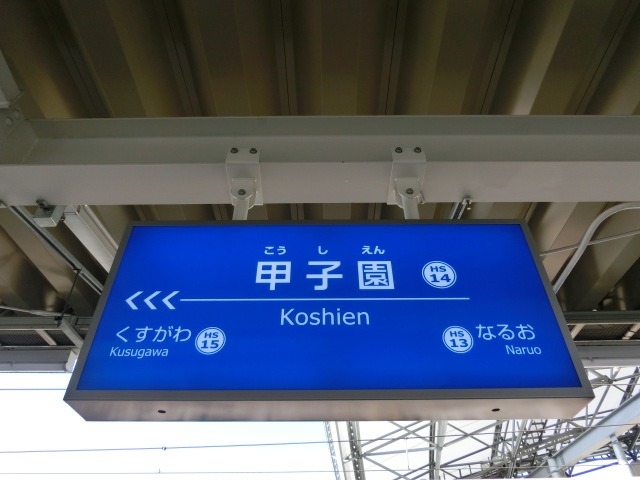 こう し えん
甲子園 HS 14
Koshien
くすがわ HS 15
Kusugawa
HS 13 なるお
Naruo